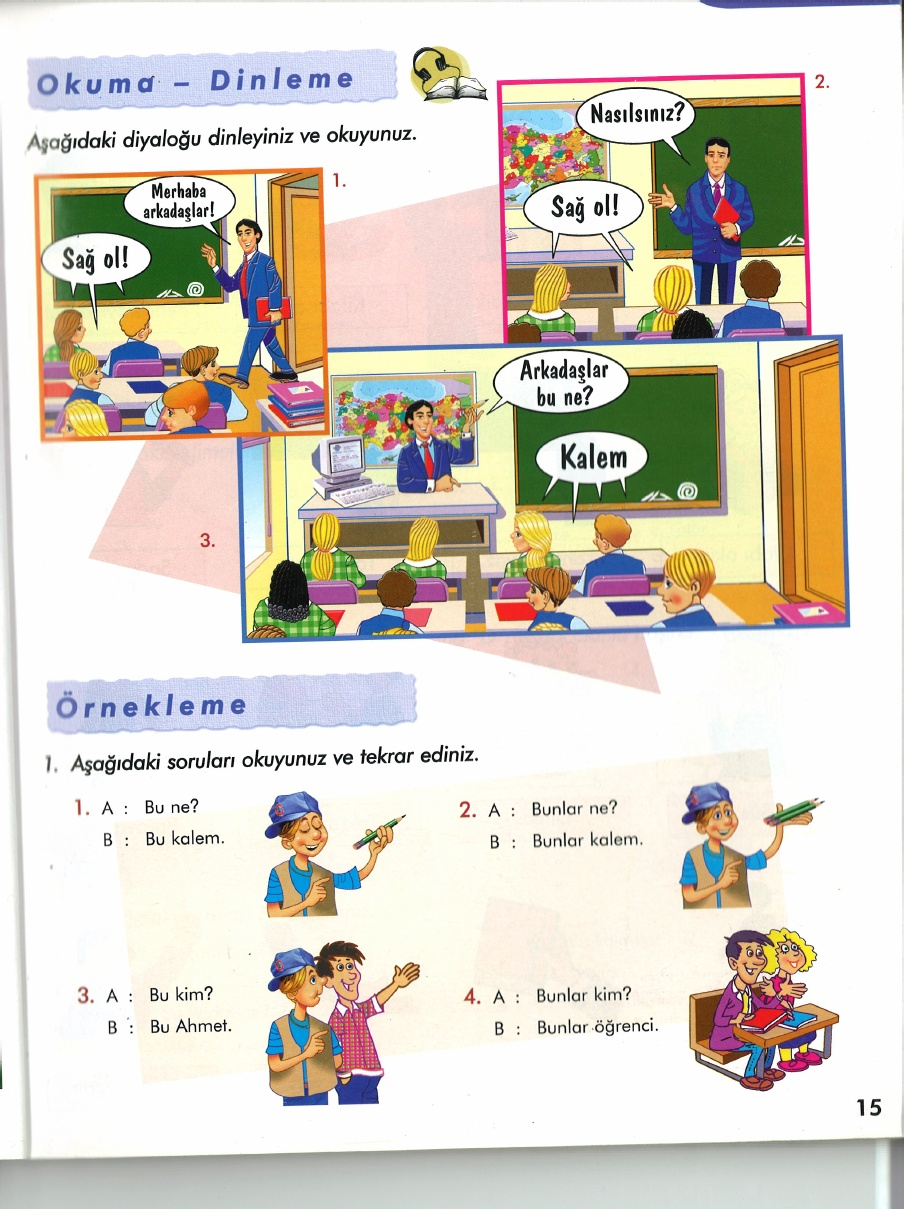 Okuma – Dinleme
Aşağıdaki diyaloğu dinleyiniz ve okuyunuz.
1.
Merhaba
arkadaşlar!
Sağ ol!
2.
Nasılsınız?
Sağ ol!
3.
Arkadaşlar
bu ne?
Kalem
Örnekleme
1. Aşağıdaki soruları okuyunuz ve tekrar ediniz.
1. A : Bu ne?
B : Bu kalem.
2. A : Bunlar ne?
B : Bunlar kalem.
3. A : Bu kim?
B : Bu Ahmet.
4. A : Bunlar kim?
B : Bunlar öğrenci.
15